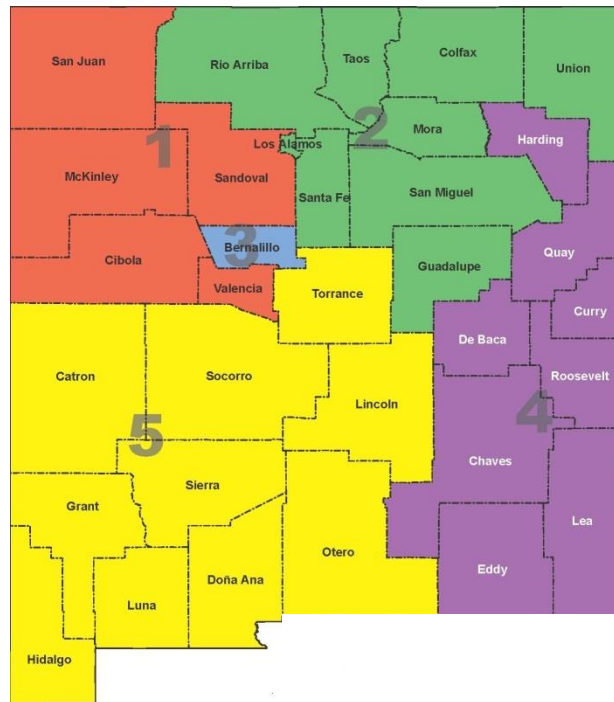 San Juan
Rio Arriba
Taos
Colfax
Union
1
2
Mora
Harding
Los Alamos
McKinley
Sandoval
Santa Fe
San Miguel
3
Bernalillo
Cibola
Quay
Guadalupe
Valencia
Torrance
Curry
De Baca
Catron
Socorro
Roosevelt
Lincoln
4
5
Chaves
Sierra
Grant
Lea
Otero
Doña Ana
Eddy
Luna
Hidalgo